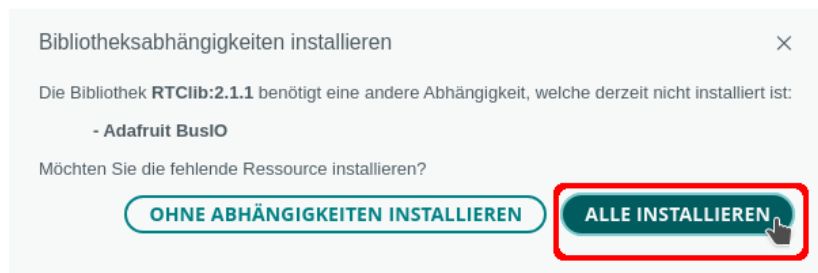 Bibliotheksabhängigkeiten installieren
Die Bibliothek RTClib:2.1.1 benötigt eine andere Abhängigkeit, welche derzeit nicht installiert ist:
- Adafruit BusIO
Möchten Sie die fehlende Ressource installieren?
OHNE ABHÄNGIGKEITEN INSTALLIEREN
ALLE INSTALLIEREN